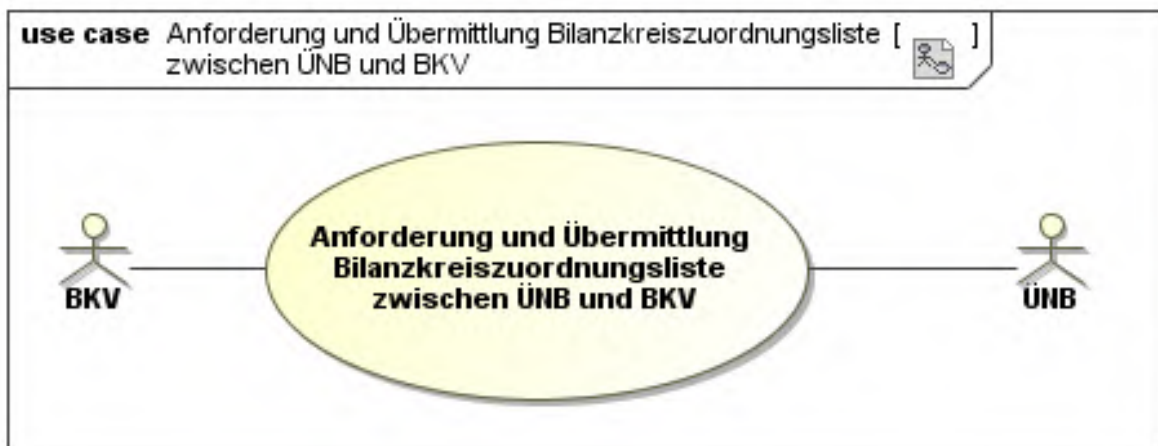 use case Anforderung und Übermittlung Bilanzkreiszuordnungsliste [ ]
zwischen ÜNB und BKV
Anforderung und Übermittlung
Bilanzkreiszuordnungsliste
zwischen ÜNB und BKV
BKV
ÜNB